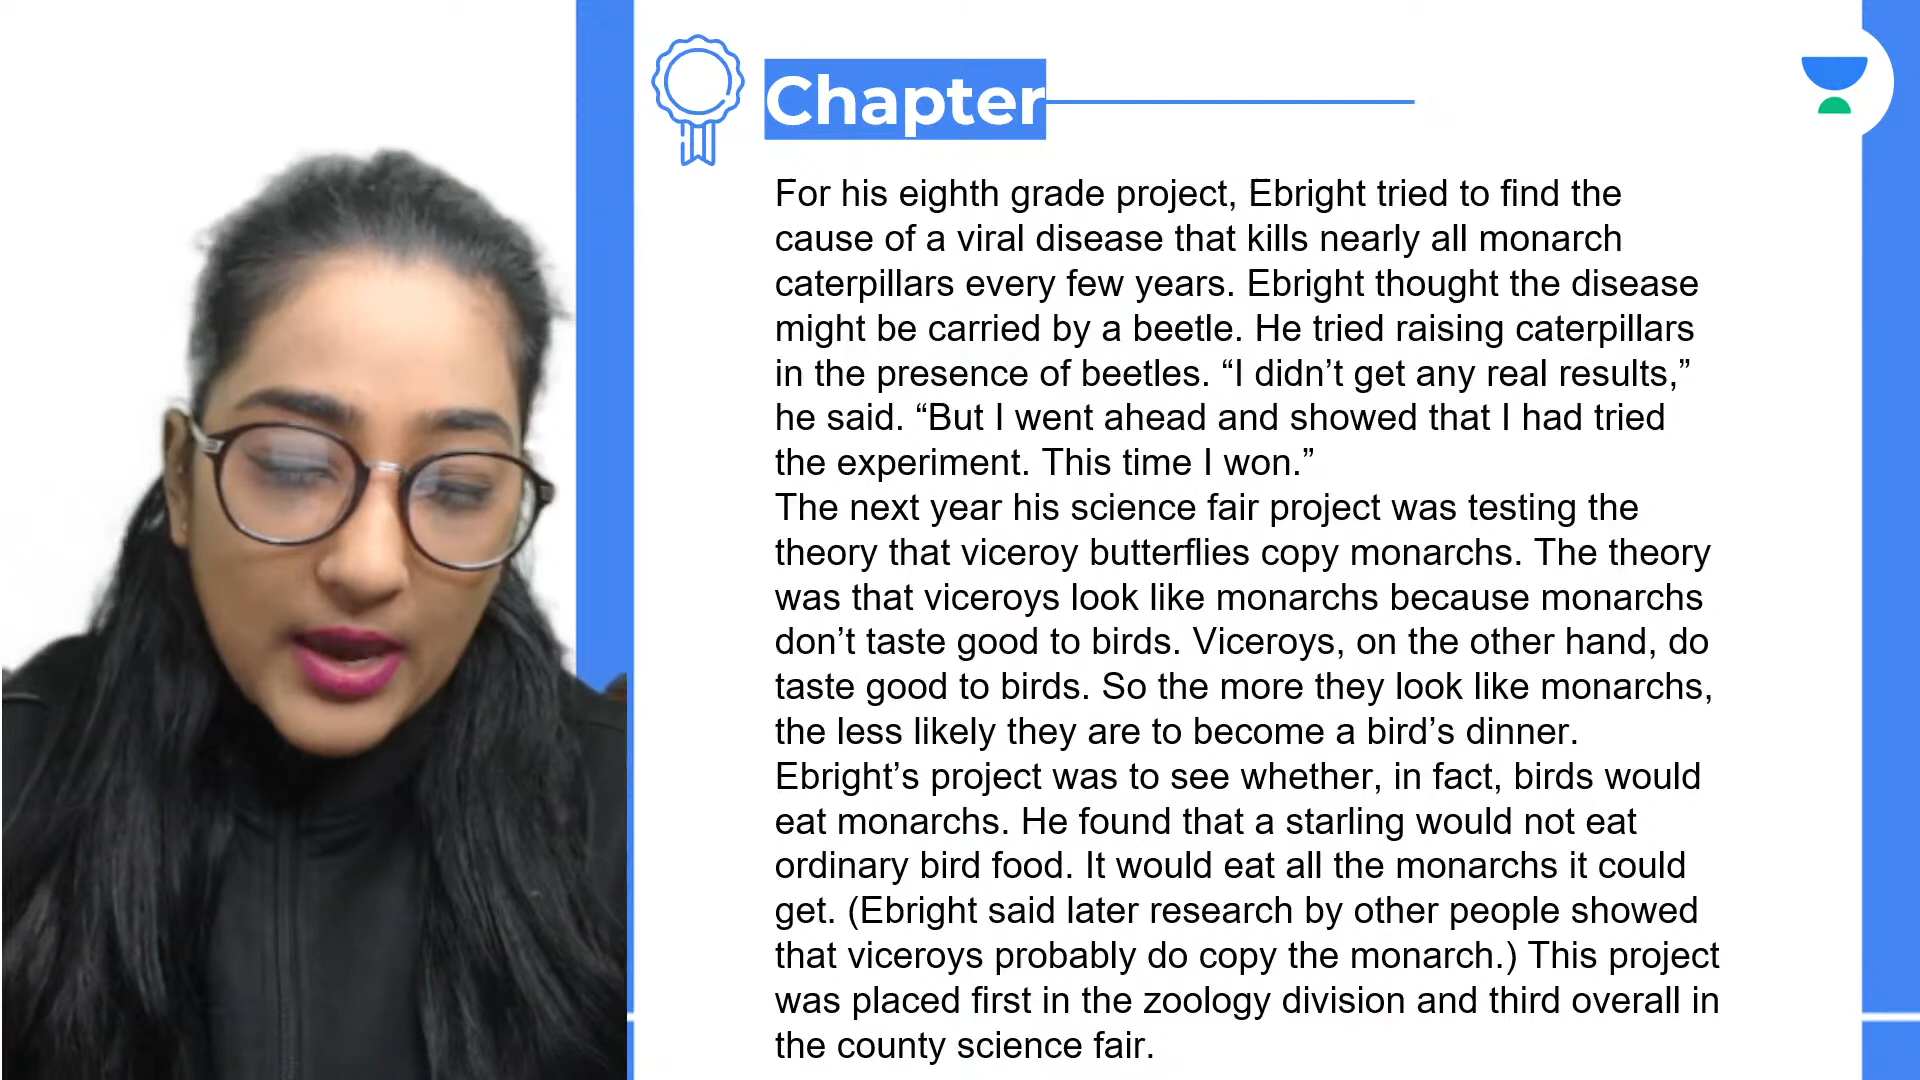 Chapter
For his eighth grade project, Ebright tried to find the
cause of a viral disease that kills nearly all monarch
caterpillars every few years. Ebright thought the disease
might be carried by a beetle. He tried raising caterpillars
in the presence of beetles. “I didn’t get any real results,”
he said. “But I went ahead and showed that I had tried
the experiment. This time I won.”
The next year his science fair project was testing the
theory that viceroy butterflies copy monarchs. The theory
was that viceroys look like monarchs because monarchs
don’t taste good to birds. Viceroys, on the other hand, do
taste good to birds. So the more they look like monarchs,
the less likely they are to become a bird’s dinner.
Ebright’s project was to see whether, in fact, birds would
eat monarchs. He found that a starling would not eat
ordinary bird food. It would eat all the monarchs it could
get. (Ebright said later research by other people showed
that viceroys probably do copy the monarch.) This project
was placed first in the zoology division and third overall in
the county science fair.